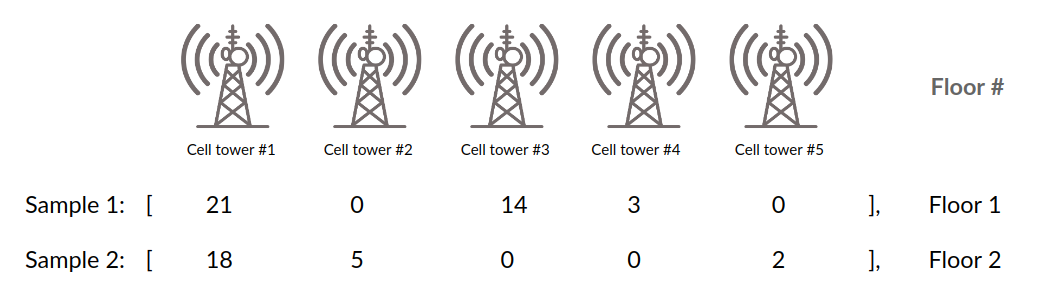 Floor #
Cell tower #1 Cell tower #2 Cell tower #3 Cell tower #4 Cell tower #5
Sample 1: [ 21 0 14 3 0 ], Floor 1
Sample 2: [ 18 5 0 0 2 ], Floor 2